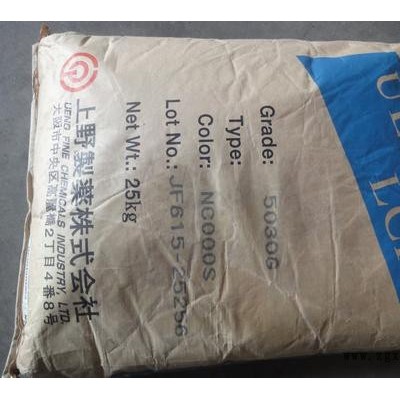 LC
Grade: 5030G
Type:
Color: NC000S
Lot No.: JF615-25256
Net Wt.: 25kg
上野製薬株式会社
UENO FINE CHEMICALS INDUSTRY, LTD.
大阪市中央区高麗橋2丁目4番8号